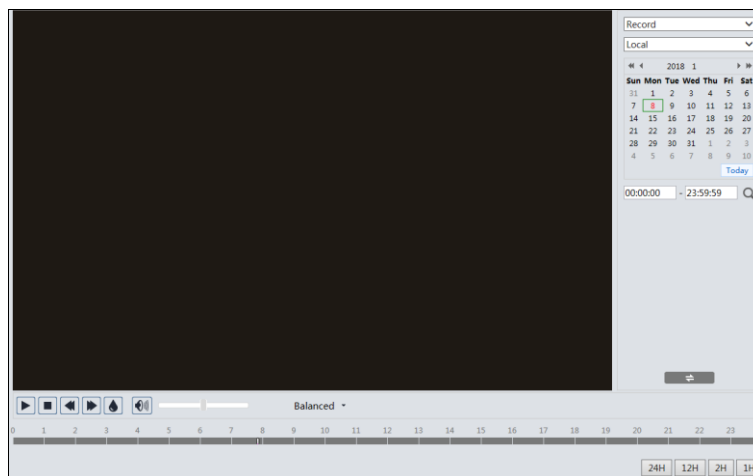 Record
Local
2018 1
Sun Mon Tue Wed Thu Fri Sat
31 1 2 3 4 5 6
7 8 9 10 11 12 13
14 15 16 17 18 19 20
21 22 23 24 25 26 27
28 29 30 31 1 2 3
4 5 6 7 8 9 10
Today
00:00:00 - 23:59:59
Balanced
0 1 2 3 4 5 6 7 8 9 10 11 12 13 14 15 16 17 18 19 20 21 22 23
24H 12H 2H 1H